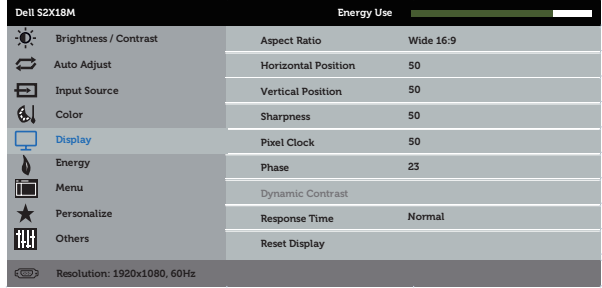 Dell S2X18M Energy Use
Brightness / Contrast Aspect Ratio Wide 16:9
Auto Adjust Horizontal Position 50
Input Source Vertical Position 50
Color Sharpness 50
Display Pixel Clock 50
Energy Phase 23
Menu Dynamic Contrast
Personalize Response Time Normal
Others Reset Display
Resolution: 1920x1080, 60Hz